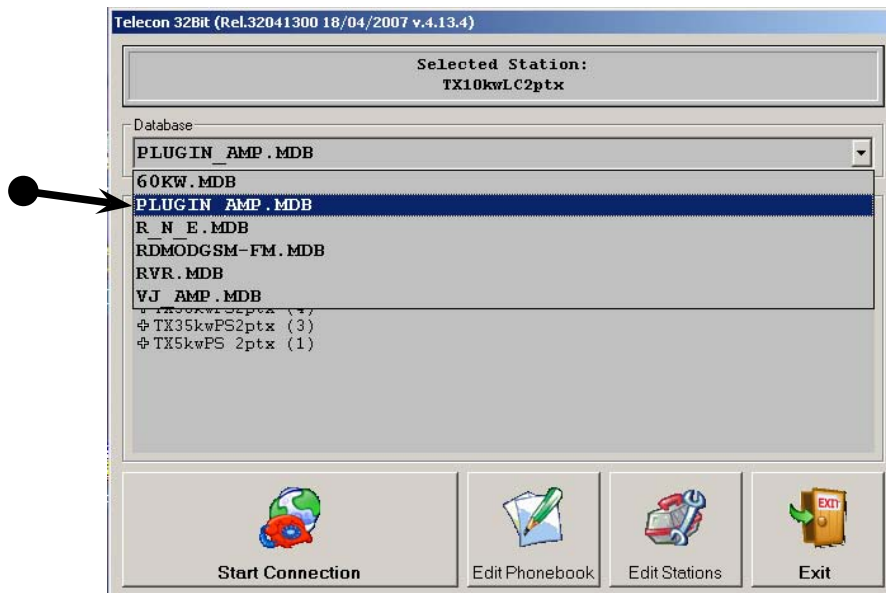 Telecon 32Bit (Rel.32041300 18/04/2007 v.4.13.4)
Selected Station:
TX10kwLC2ptx
Database
PLUGIN_AMP.MDB
60KW.MDB
PLUGIN_AMP.MDB
R_N_E.MDB
RDMODGSM-FM.MDB
RVR.MDB
VJ_AMP.MDB
TX35kwPS2ptx (3)
TX5kwPS 2ptx (1)
Start Connection
Edit Phonebook
Edit Stations
EXIT
Exit